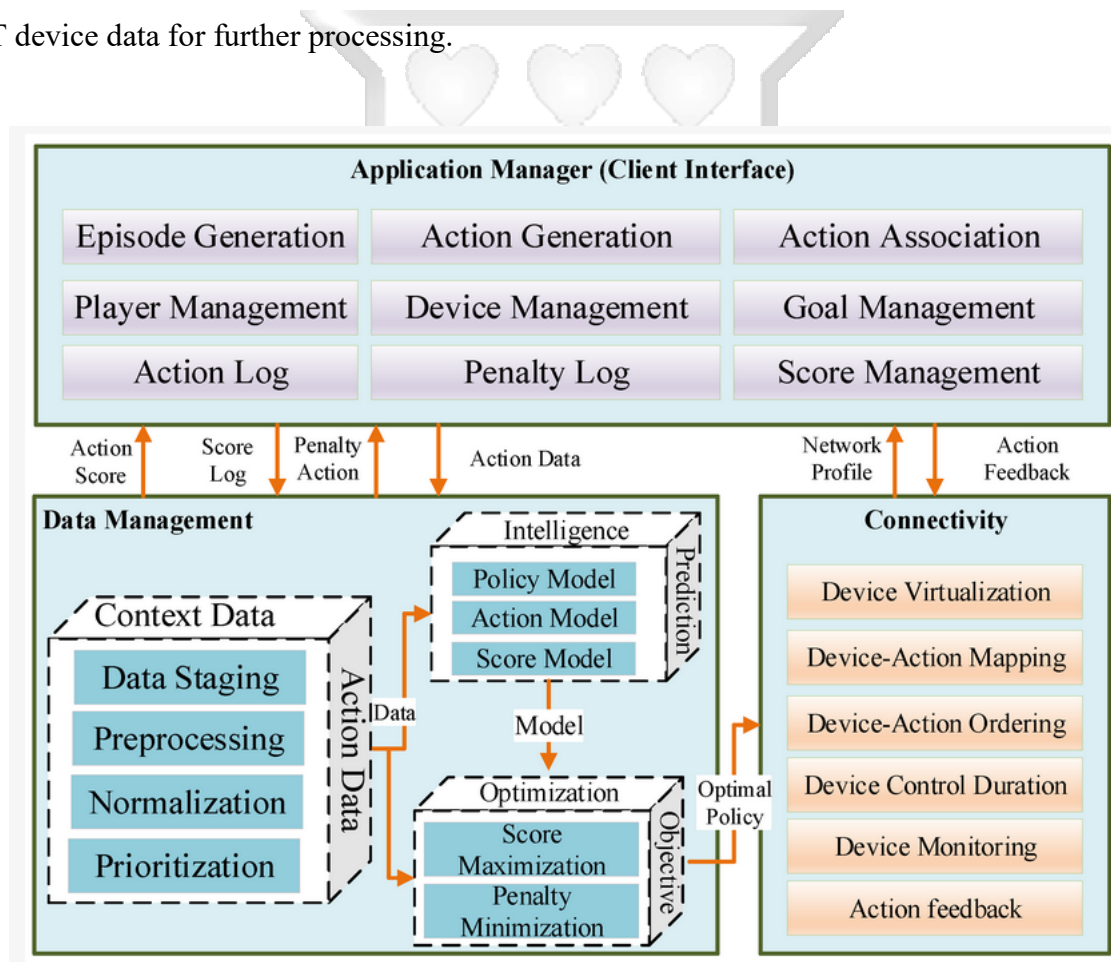 T device data for further processing.
Application Manager (Client Interface)
Episode Generation
Action Generation
Action Association
Player Management
Device Management
Goal Management
Action Log
Penalty Log
Score Management
Action
Score
Score
Log
Penalty
Action
Action Data
Network
Profile
Action
Feedback
Data Management
Context Data
Data Staging
Preprocessing
Normalization
Prioritization
Action Data
Data
Intelligence
Policy Model
Action Model
Score Model
Prediction
Model
Optimization
Score
Maximization
Penalty
Minimization
Objective
Optimal
Policy
Connectivity
Device Virtualization
Device-Action Mapping
Device-Action Ordering
Device Control Duration
Device Monitoring
Action feedback